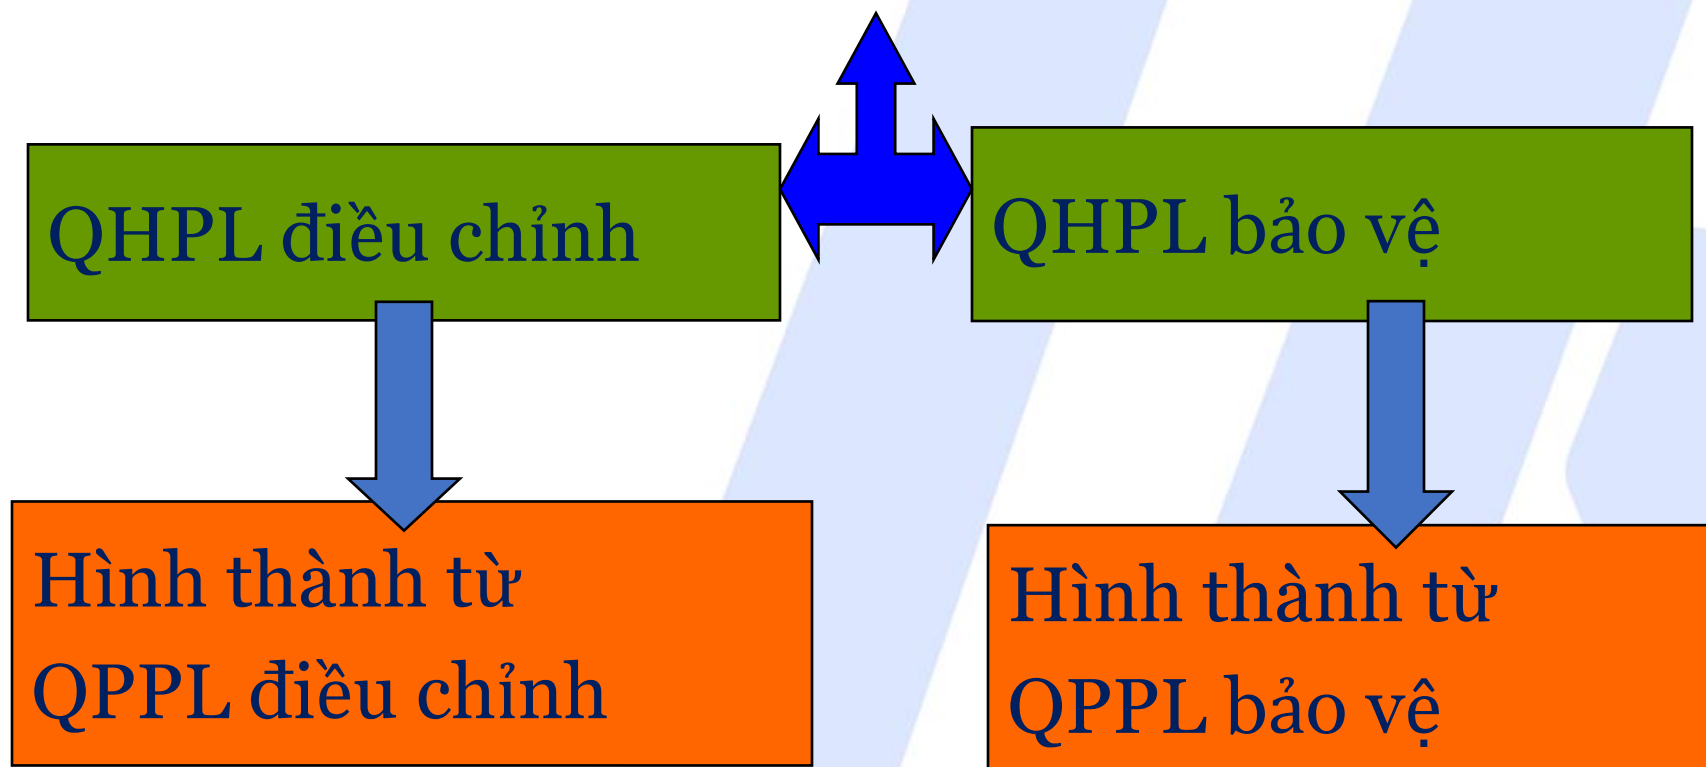 QHPL điều chỉnh
QHPL bảo vệ
Hình thành từ
QPPL điều chỉnh
Hình thành từ
QPPL bảo vệ